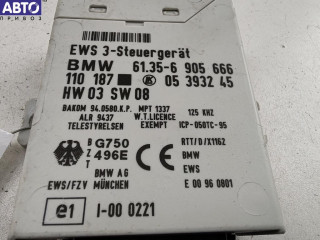 АВТО
ПРИВОЗ
EWS 3-Steuergerät
BMW 61.35-6 905 666
110 187 05 3932 45
HW 03 SW 08
BAKOM 94.0580.K.P. MPT 1337 125 KHZ
ALR 9437 W.T.LICENCE
TELESTYRELSEN EXEMPT ICP-050TC-95
B Z T G750 496E RTT/D/X1162
BMW
BMW AG EWS
EWS/FZV MÜNCHEN E 00 96 0801
e1 I-00 0221